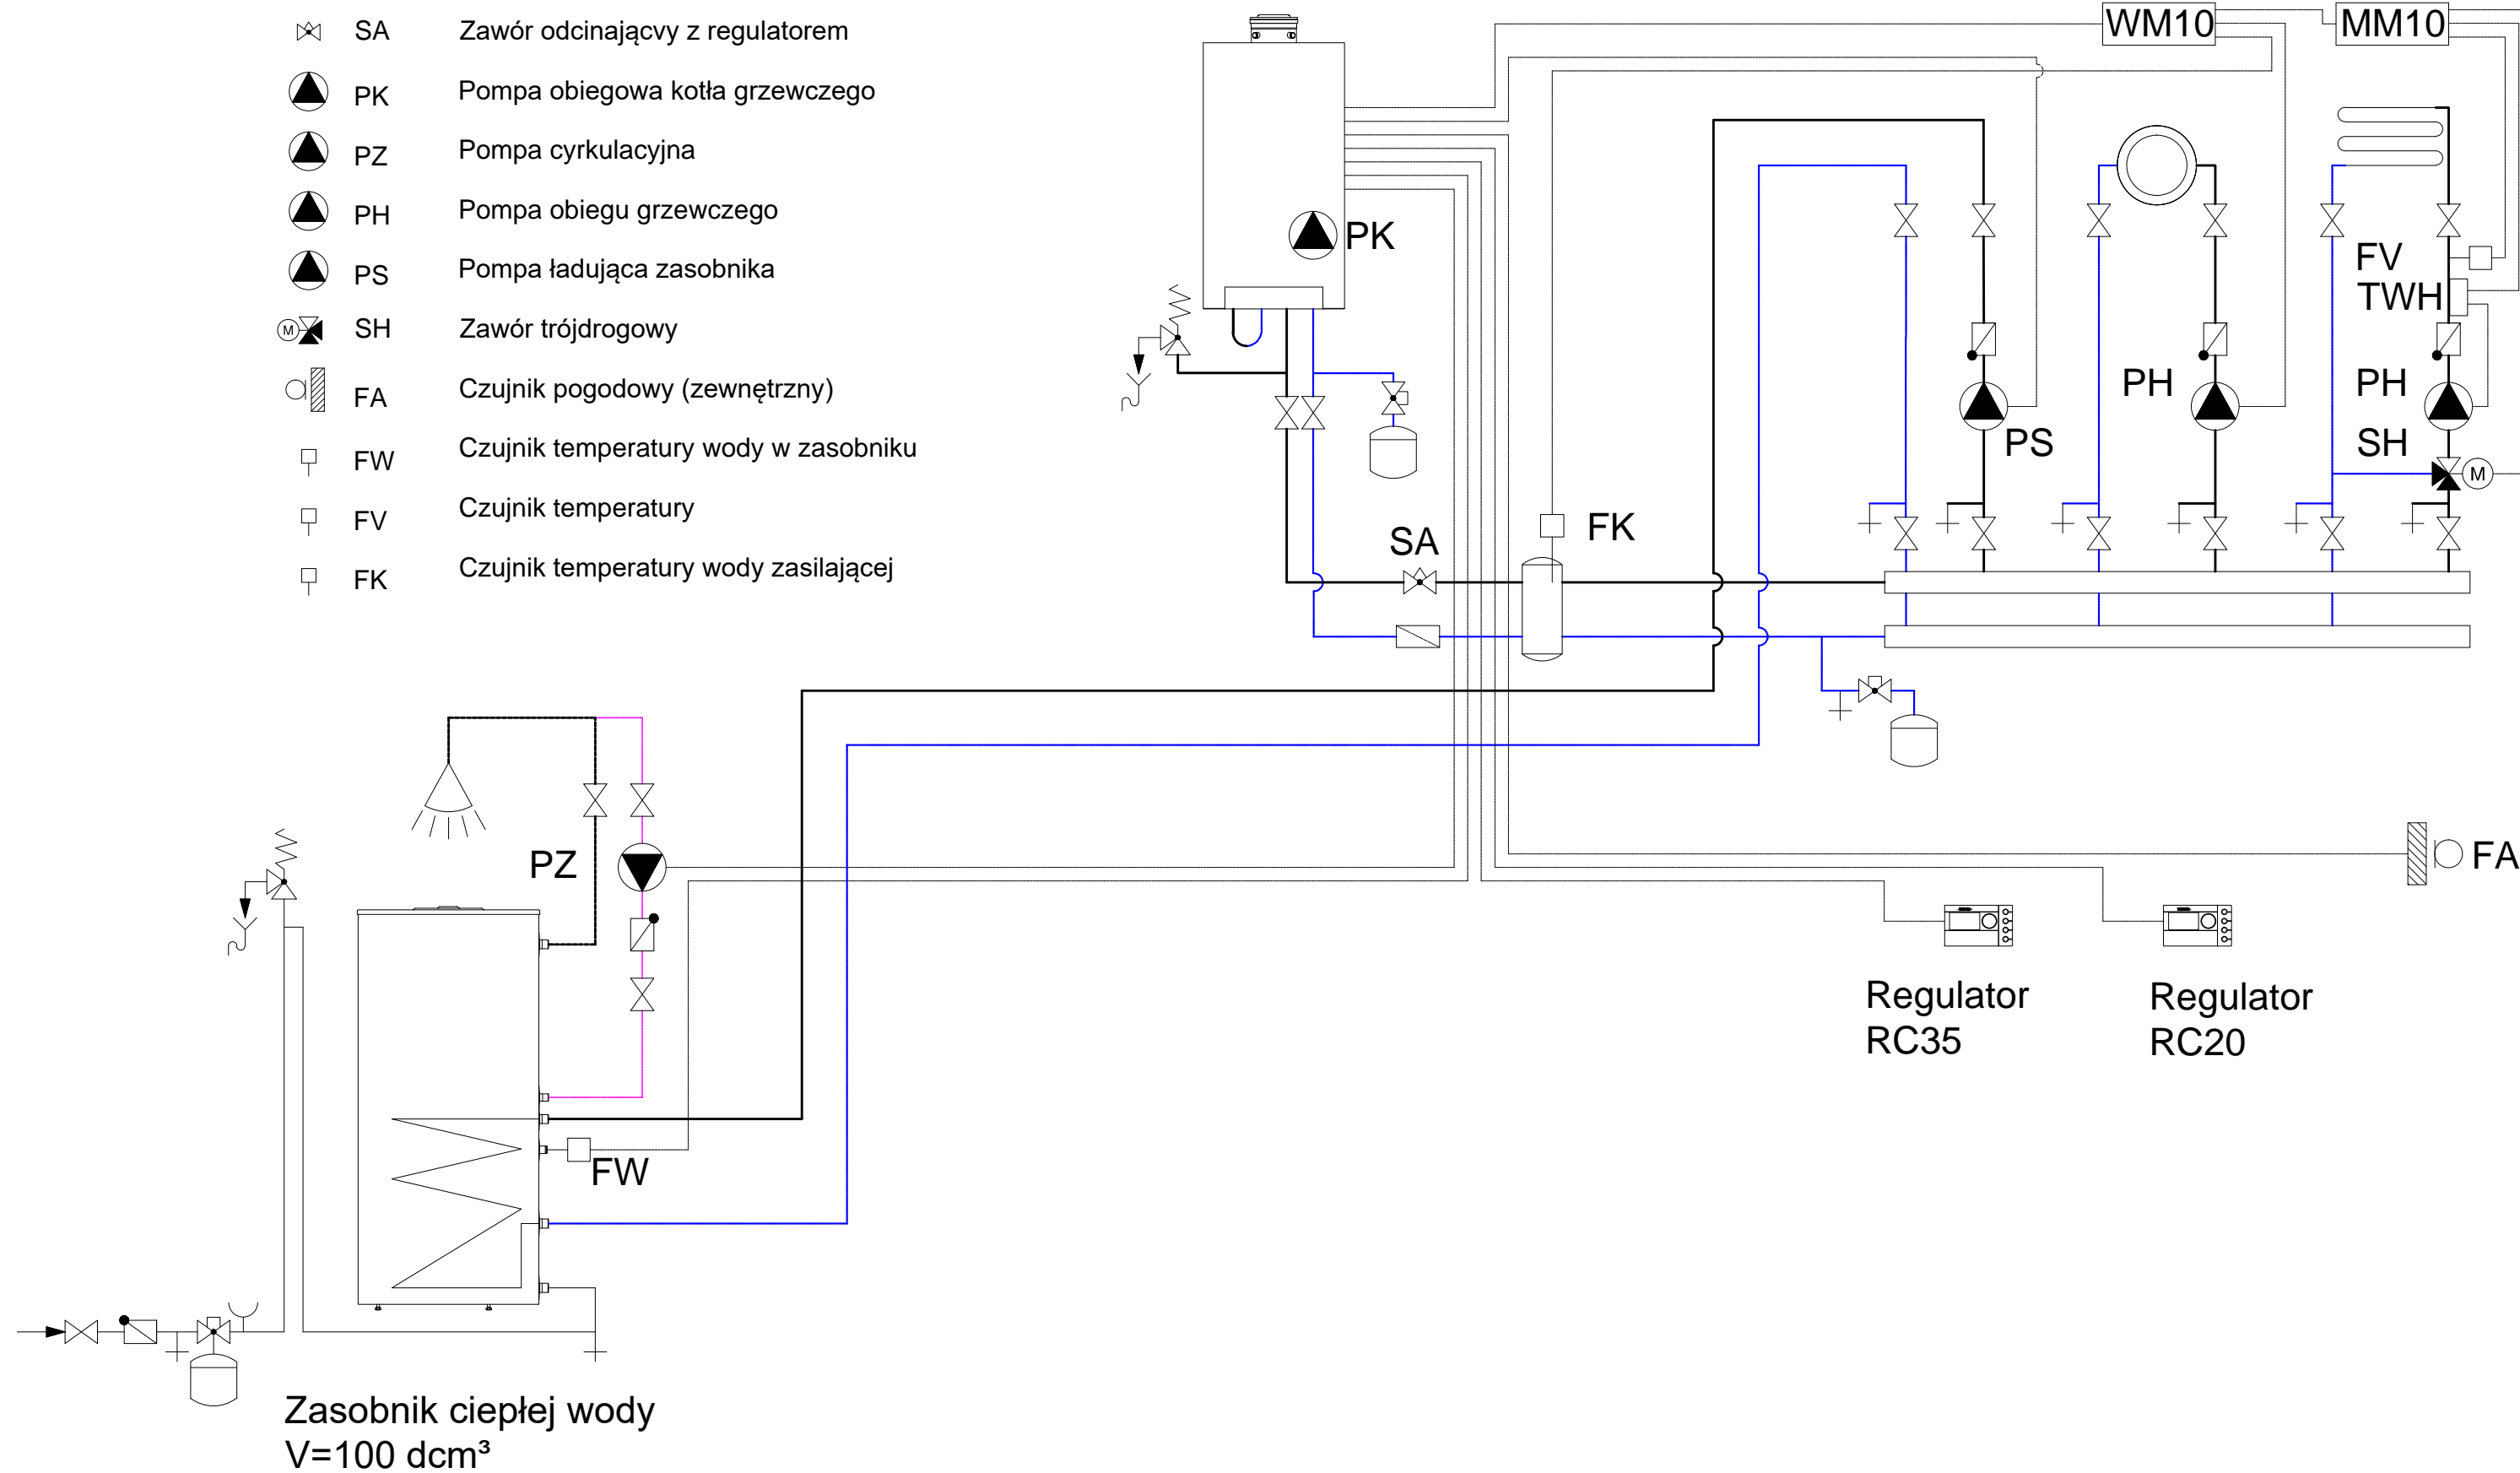 SA Zawór odcinającvy z regulatorem
PK Pompa obiegowa kotła grzewczego
PZ Pompa cyrkulacyjna
PH Pompa obiegu grzewczego
PS Pompa ładująca zasobnika
M SH Zawór trójdrogowy
FA Czujnik pogodowy (zewnętrzny)
FW Czujnik temperatury wody w zasobniku
FV Czujnik temperatury
FK Czujnik temperatury wody zasilającej
WM10
MM10
PK
FV
TWH
PH
PH
PS
SH
M
SA
FK
PZ
FA
FW
Regulator
RC35
Regulator
RC20
Zasobnik ciepłej wody
V=100 dcm³